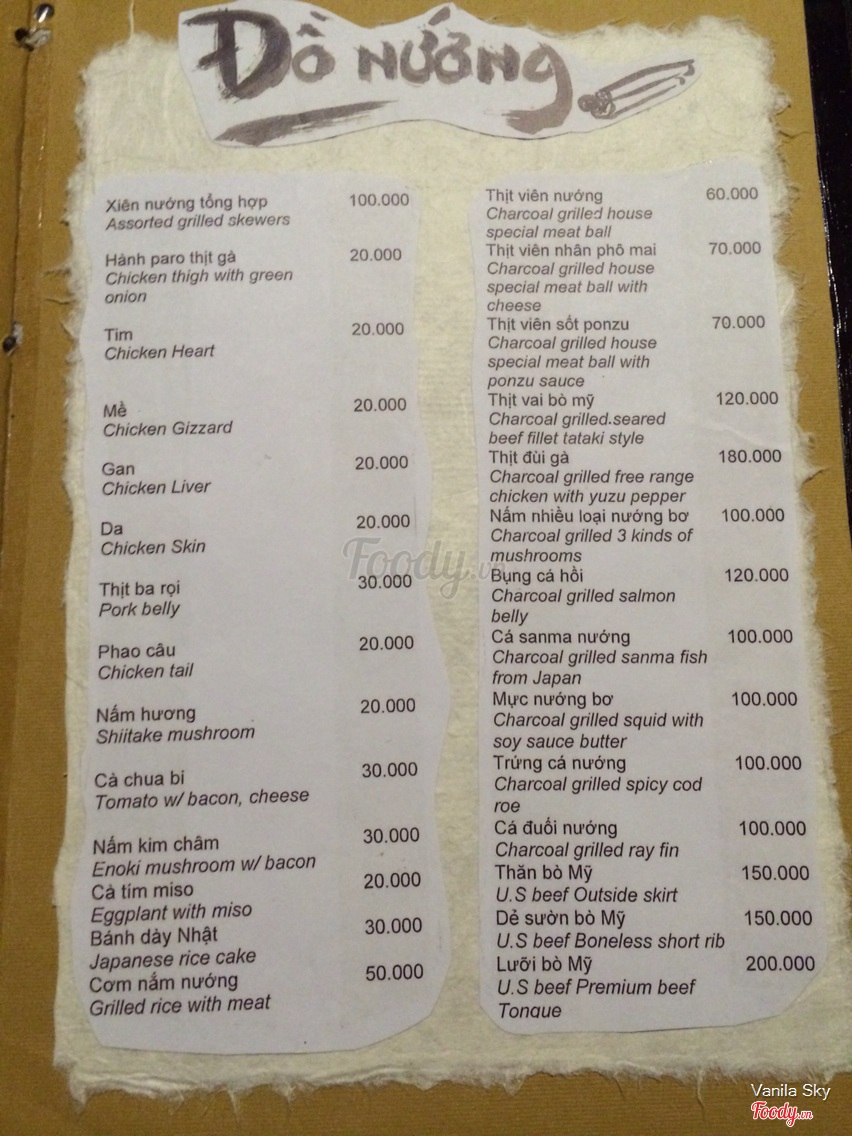 Đồ nướng
Xiên nướng tổng hợp 100.000
Assorted grilled skewers
Hành paro thịt gà 20.000
Chicken thigh with green
onion
Tim 20.000
Chicken Heart
Mề 20.000
Chicken Gizzard
Gan 20.000
Chicken Liver
Da 20.000
Chicken Skin
Thịt ba rọi 30.000
Pork belly
Phao câu 20.000
Chicken tail
Nấm hương 20.000
Shiitake mushroom
Cà chua bi 30.000
Tomato w/ bacon, cheese
Nấm kim châm 30.000
Enoki mushroom w/ bacon
Cà tím miso 20.000
Eggplant with miso
Bánh dày Nhật 30.000
Japanese rice cake
Cơm nắm nướng 50.000
Grilled rice with meat
Thịt viên nướng 60.000
Charcoal grilled house
special meat ball
Thịt viên nhân phô mai 70.000
Charcoal grilled house
special meat ball with
cheese
Thịt viên sốt ponzu 70.000
Charcoal grilled house
special meat ball with
ponzu sauce
Thịt vai bò mỹ 120.000
Charcoal grilled.seared
beef fillet tataki style
Thịt đùi gà 180.000
Charcoal grilled free range
chicken with yuzu pepper
Nấm nhiều loại nướng bơ 100.000
Charcoal grilled 3 kinds of
mushrooms
Bụng cá hồi 120.000
Charcoal grilled salmon
belly
Cá sanma nướng 100.000
Charcoal grilled sanma fish
from Japan
Mực nướng bơ 100.000
Charcoal grilled squid with
soy sauce butter
Trứng cá nướng 100.000
Charcoal grilled spicy cod
roe
Cá đuối nướng 100.000
Charcoal grilled ray fin
Thăn bò Mỹ 150.000
U.S beef Outside skirt
Dẻ sườn bò Mỹ 150.000
U.S beef Boneless short rib
Lưỡi bò Mỹ 200.000
U.S beef Premium beef
Tongue
Foody.vn
Vanila Sky
Foody.vn